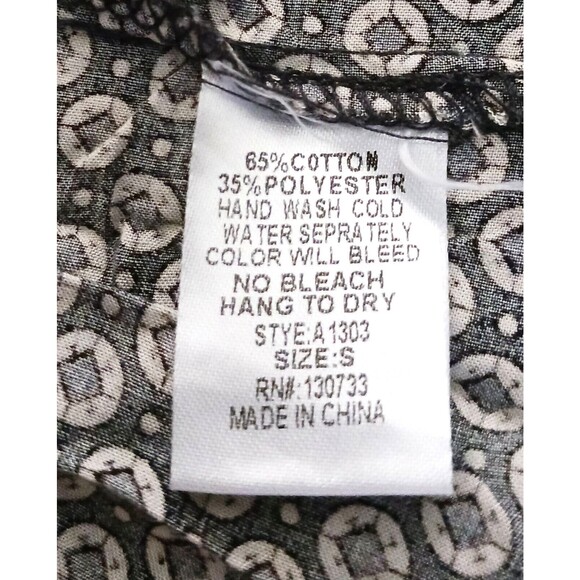 65%COTTON
35%POLYESTER
HAND WASH COLD
WATER SEPRATELY
COLOR WILL BLEED
NO BLEACH
HANG TO DRY
STYE:A1303
SIZE:S
RN#:130733
MADE IN CHINA